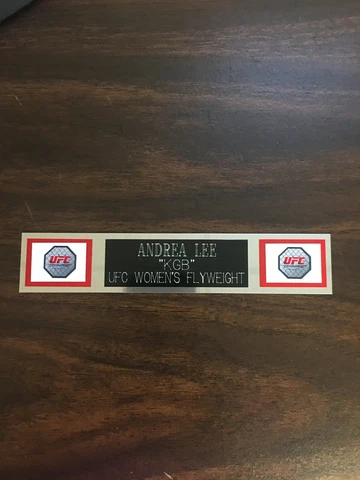 UFC
ANDREA LEE
"KGB"
UFC WOMEN'S FLYWEIGHT
UFC